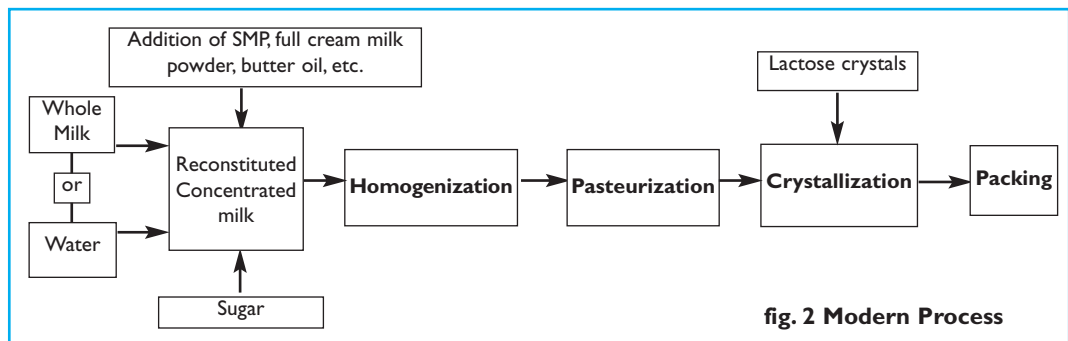 Addition of SMP, full cream milk
powder, butter oil, etc.
Lactose crystals
Whole
Milk
or
Water
Reconstituted
Concentrated
milk
Homogenization
Pasteurization
Crystallization
Packing
Sugar
fig. 2 Modern Process